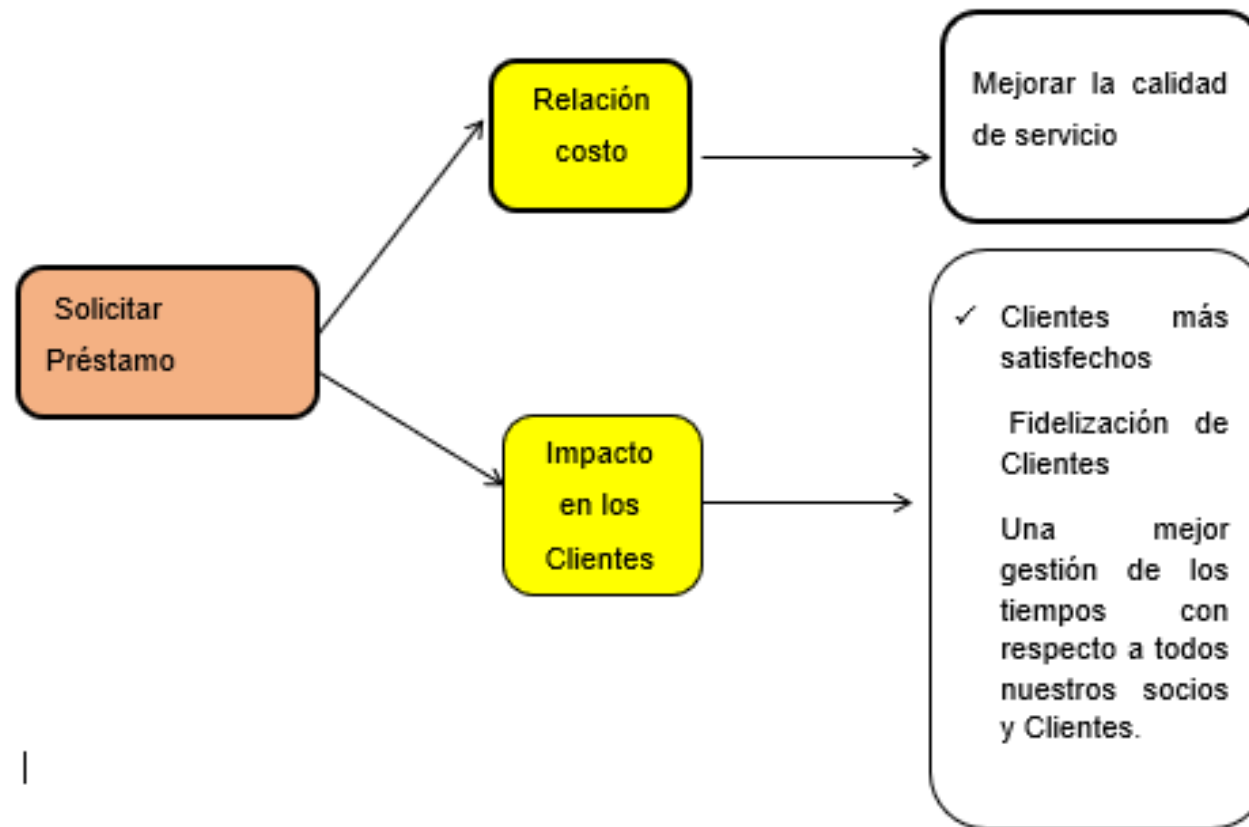 Relación
costo
Mejorar la calidad
de servicio
Solicitar
Préstamo
Impacto
en los
Clientes
✓ Clientes más
satisfechos
Fidelización de
Clientes
Una mejor
gestión de los
tiempos con
respecto a todos
nuestros socios
y Clientes.